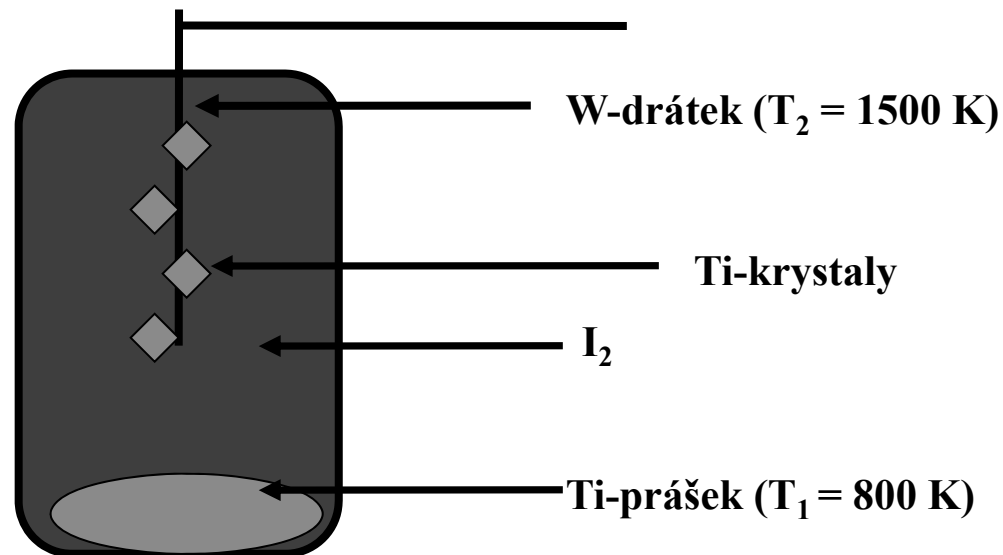 W-drátek (T₂ = 1500 K)
Ti-krystaly
I₂
Ti-prášek (T₁ = 800 K)